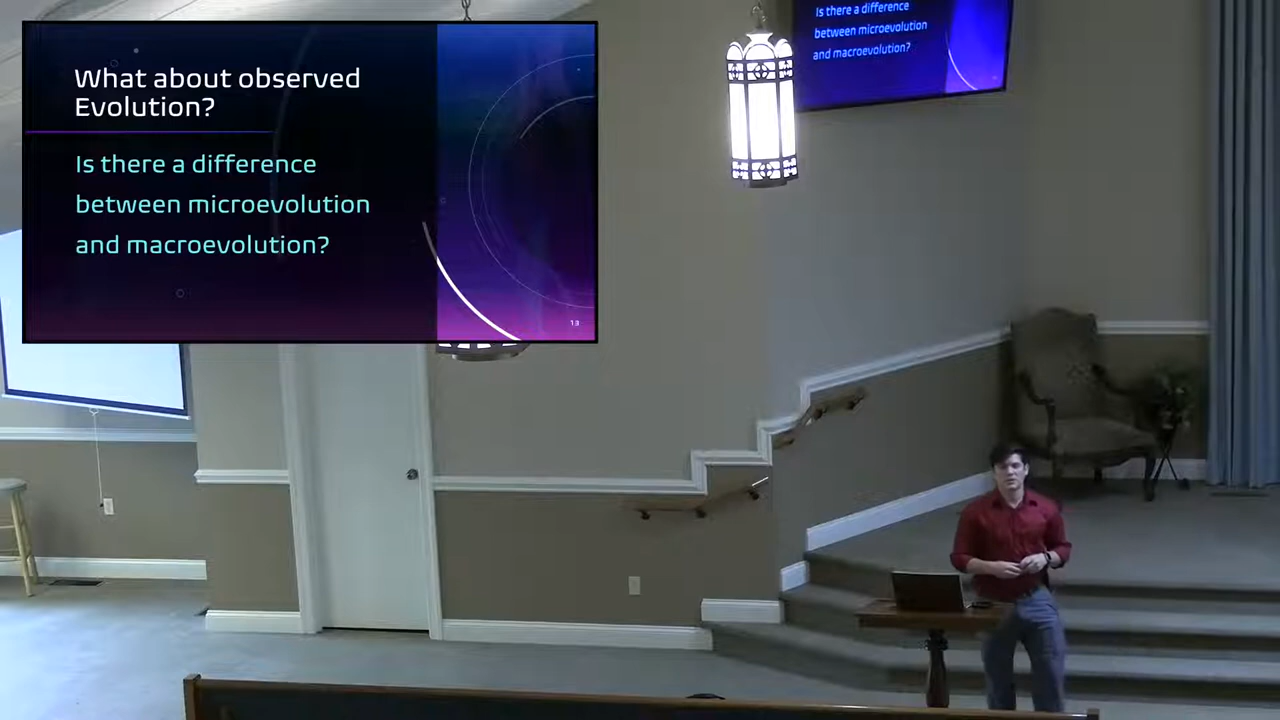 What about observed
Evolution?
Is there a difference
between microevolution
and macroevolution?
13
Is there a difference
between microevolution
and macroevolution?